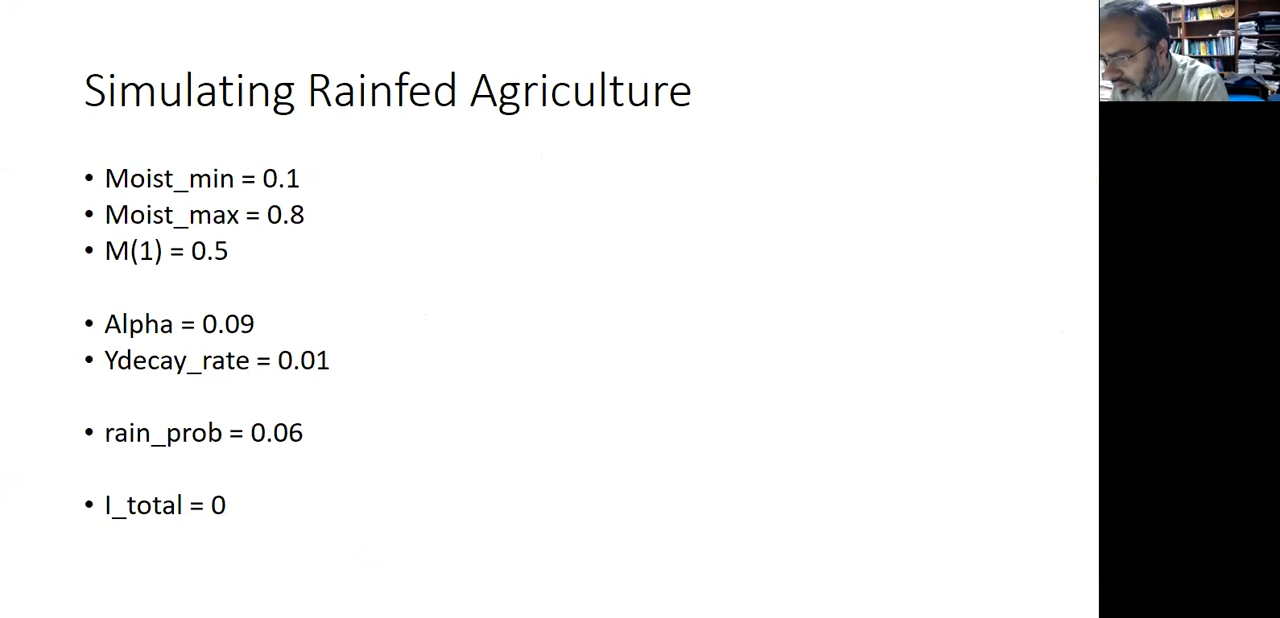 Simulating Rainfed Agriculture
• Moist_min = 0.1
• Moist_max = 0.8
• M(1) = 0.5
• Alpha = 0.09
• Ydecay_rate = 0.01
• rain_prob = 0.06
• I_total = 0